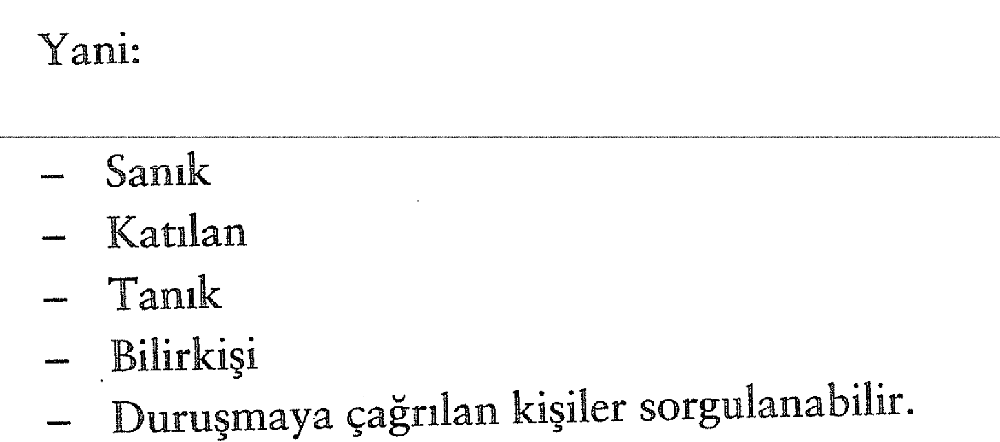 Yani:
– Sanık
– Katılan
– Tanık
– Bilirkişi
– Duruşmaya çağrılan kişiler sorgulanabilir.